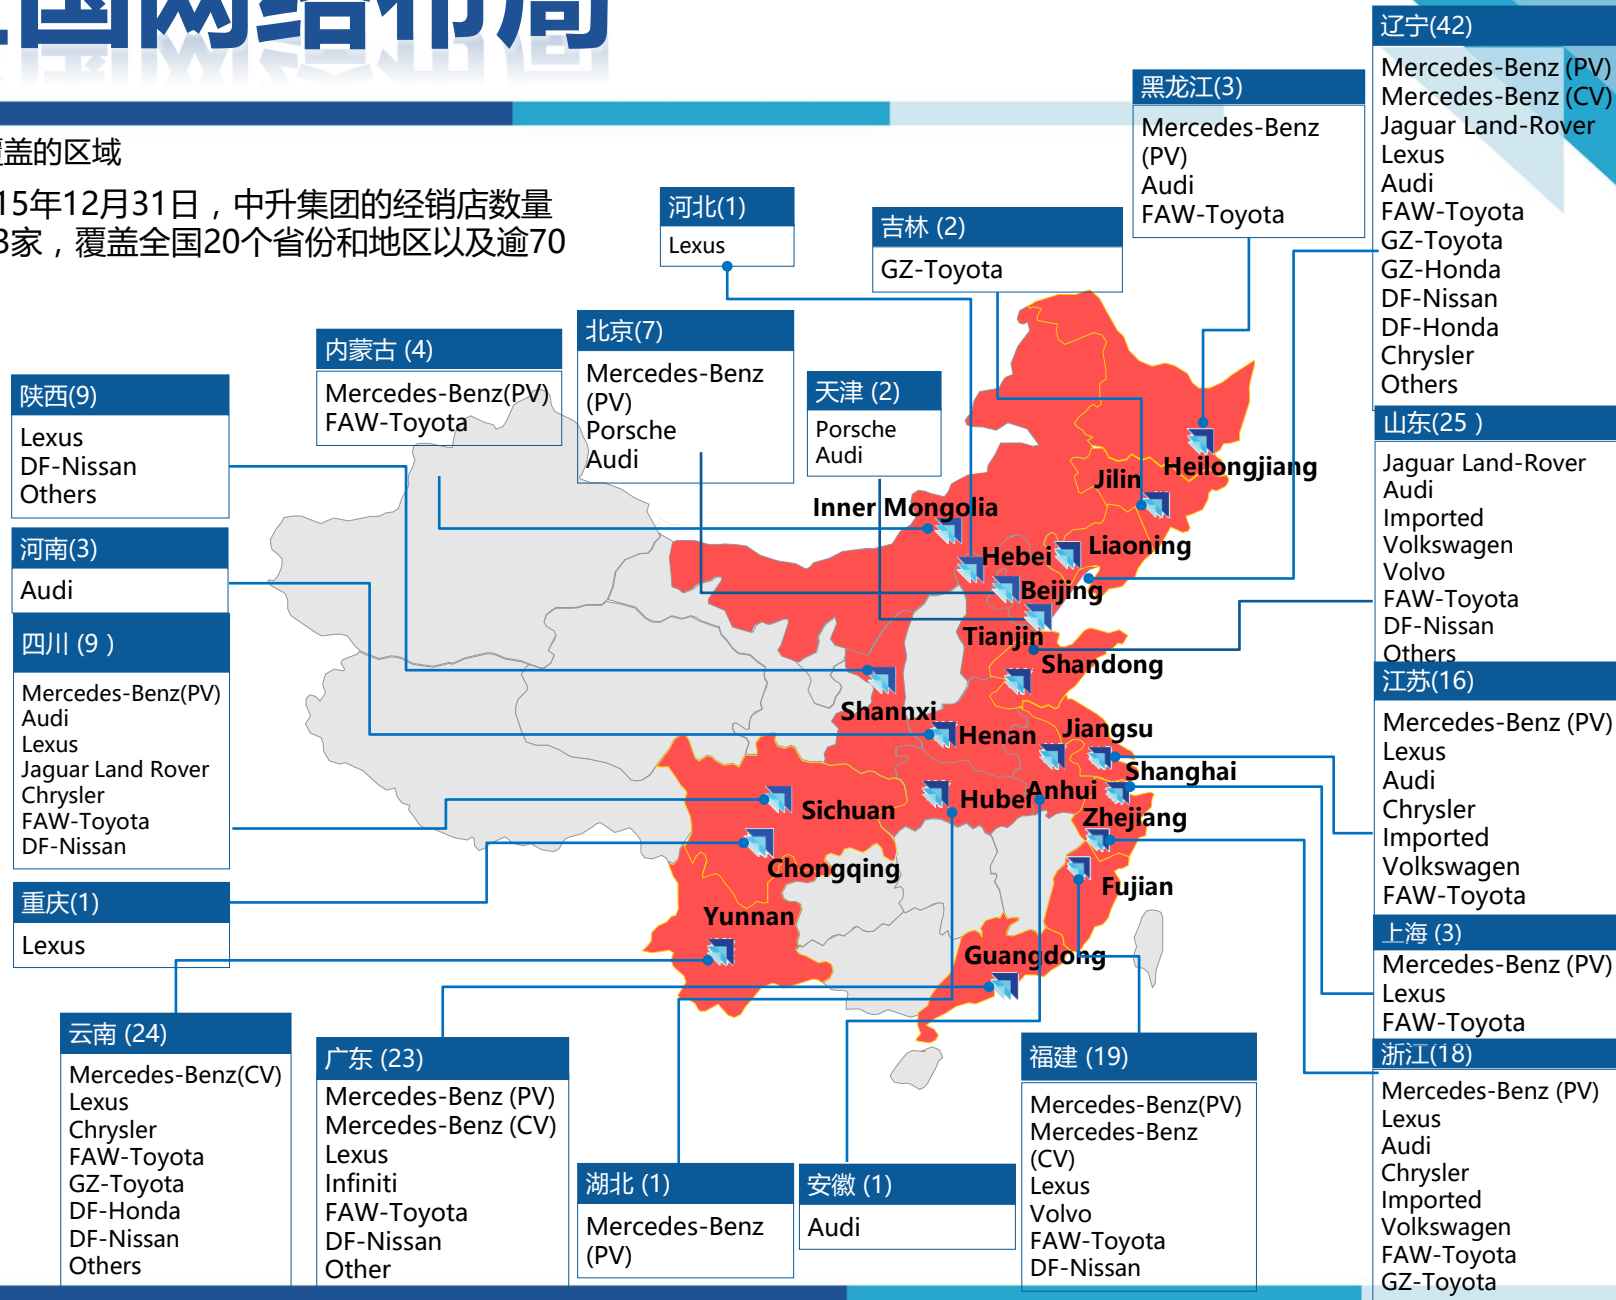 全国网络布局
覆盖的区域
15年12月31日，中升集团的经销店数量
3家，覆盖全国20个省份和地区以及逾70
辽宁(42)
Mercedes-Benz (PV)
Mercedes-Benz (CV)
Jaguar Land-Rover
Lexus
Audi
FAW-Toyota
GZ-Toyota
GZ-Honda
DF-Nissan
DF-Honda
Chrysler
Others
黑龙江(3)
Mercedes-Benz
(PV)
Audi
FAW-Toyota
河北(1)
Lexus
吉林 (2)
GZ-Toyota
北京(7)
Mercedes-Benz
(PV)
Porsche
Audi
内蒙古 (4)
Mercedes-Benz(PV)
FAW-Toyota
天津 (2)
Porsche
Audi
陕西(9)
Lexus
DF-Nissan
Others
河南(3)
Audi
四川 (9 )
Mercedes-Benz(PV)
Audi
Lexus
Jaguar Land Rover
Chrysler
FAW-Toyota
DF-Nissan
重庆(1)
Lexus
山东(25 )
Jaguar Land-Rover
Audi
Imported
Volkswagen
Volvo
FAW-Toyota
DF-Nissan
Others
江苏(16)
Mercedes-Benz (PV)
Lexus
Audi
Chrysler
Imported
Volkswagen
FAW-Toyota
上海 (3)
Mercedes-Benz (PV)
Lexus
FAW-Toyota
浙江(18)
Mercedes-Benz (PV)
Lexus
Audi
Chrysler
Imported
Volkswagen
FAW-Toyota
GZ-Toyota
Heilongjiang
Jilin
Inner Mongolia
Liaoning
Hebei
Beijing
Tianjin
Shandong
Shannxi
Henan
Jiangsu
Shanghai
Anhui
Hubei
Sichuan
Zhejiang
Chongqing
Fujian
Yunnan
Guangdong
云南 (24)
Mercedes-Benz(CV)
Lexus
Chrysler
FAW-Toyota
GZ-Toyota
DF-Honda
DF-Nissan
Others
广东 (23)
Mercedes-Benz (PV)
Mercedes-Benz (CV)
Lexus
Infiniti
FAW-Toyota
DF-Nissan
Other
湖北 (1)
Mercedes-Benz
(PV)
安徽 (1)
Audi
福建 (19)
Mercedes-Benz(PV)
Mercedes-Benz
(CV)
Lexus
Volvo
FAW-Toyota
DF-Nissan